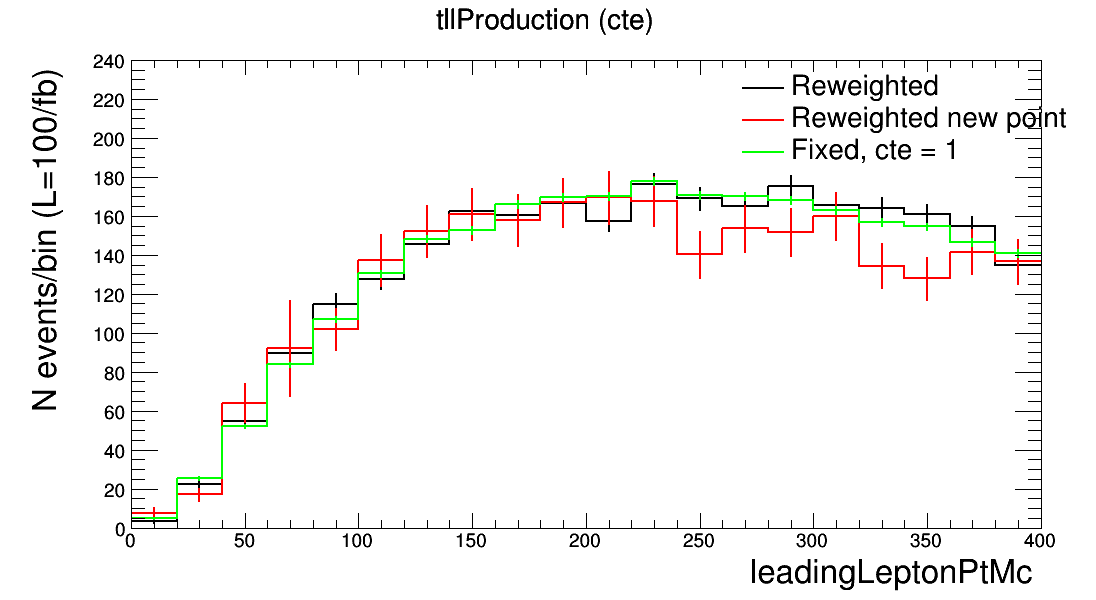 tllProduction (cte)
N events/bin (L=100/fb)
240
220
200
180
160
140
120
100
80
60
40
20
0
Reweighted
Reweighted new point
Fixed, cte = 1
0 50 100 150 200 250 300 350 400
leadingLeptonPtMc